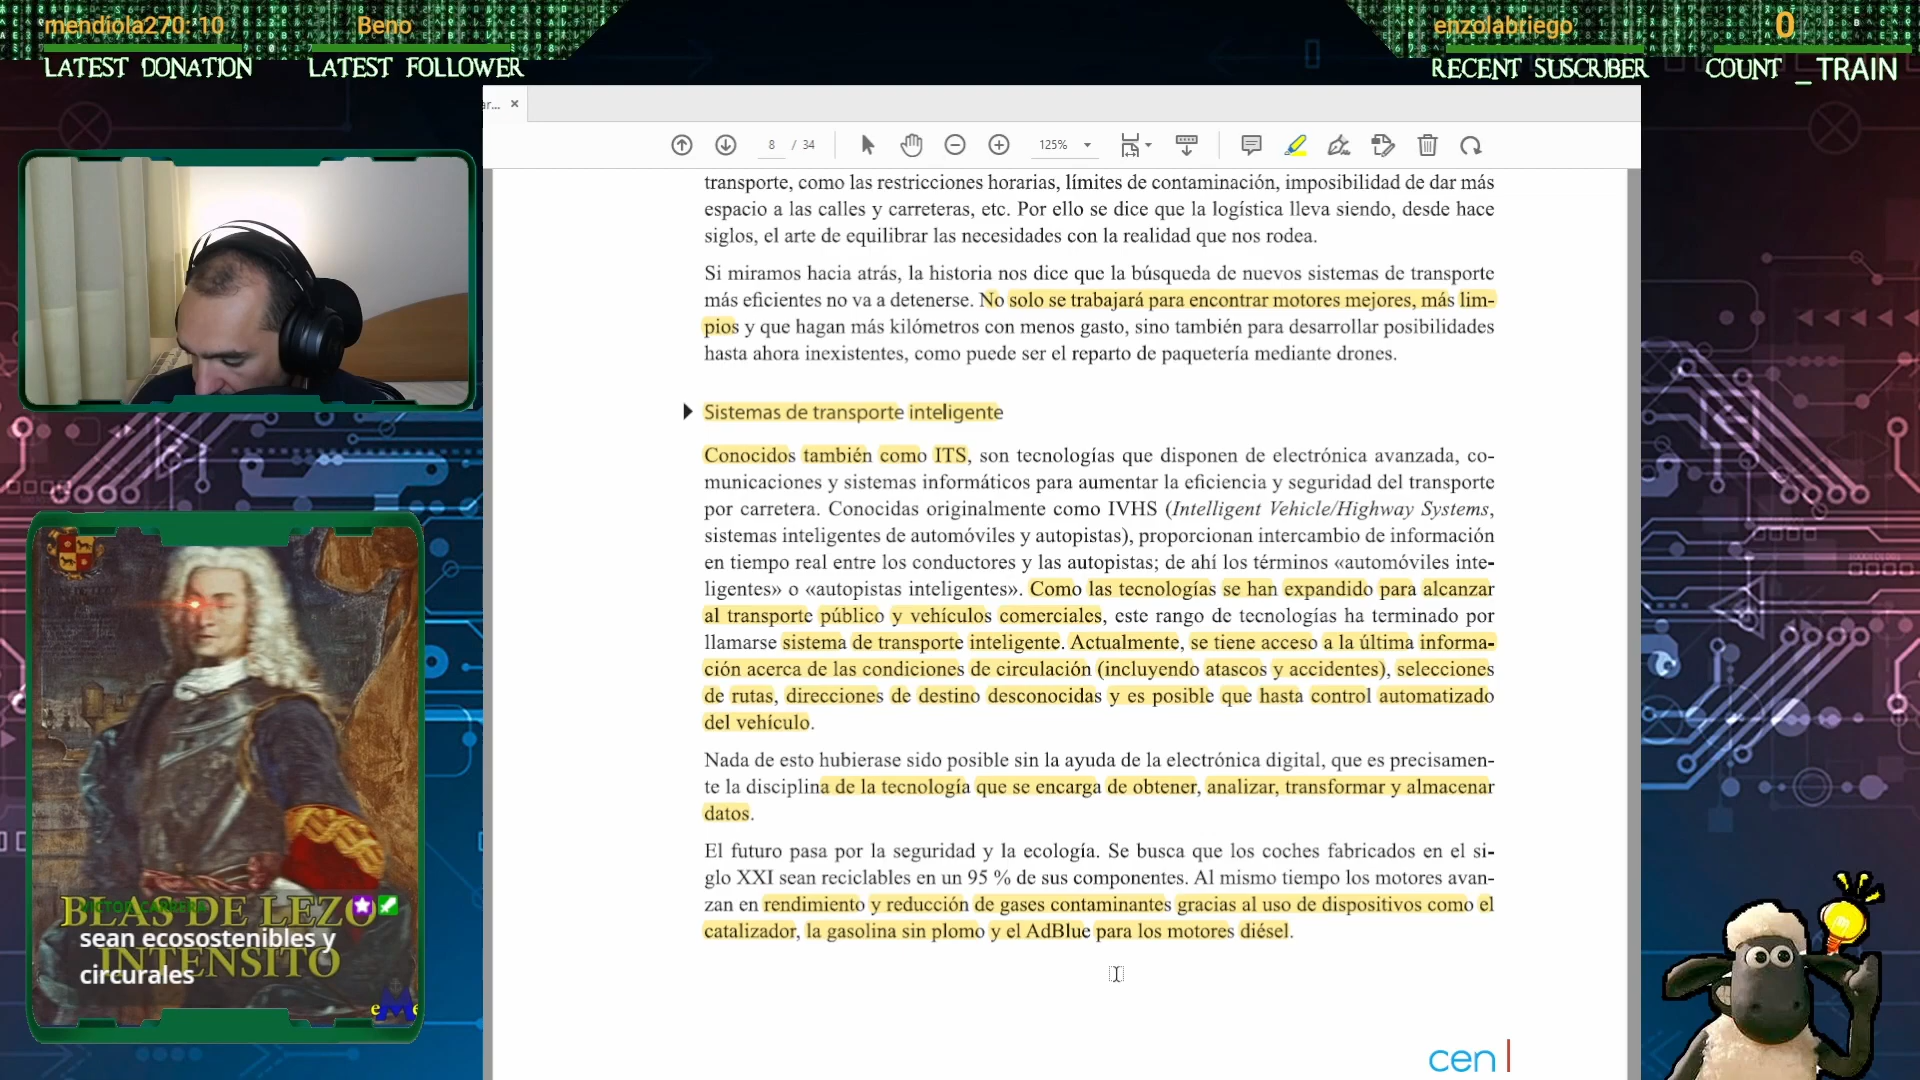 mendiola270: 10
Beno
enzolabriego
0
LATEST DONATION
LATEST FOLLOWER
RECENT SUSCRIBER
COUNT _TRAIN
ar...
8 / 34
125%
transporte, como las restricciones horarias, límites de contaminación, imposibilidad de dar más
espacio a las calles y carreteras, etc. Por ello se dice que la logística lleva siendo, desde hace
siglos, el arte de equilibrar las necesidades con la realidad que nos rodea.
Si miramos hacia atrás, la historia nos dice que la búsqueda de nuevos sistemas de transporte
más eficientes no va a detenerse. No solo se trabajará para encontrar motores mejores, más lim-
pios y que hagan más kilómetros con menos gasto, sino también para desarrollar posibilidades
hasta ahora inexistentes, como puede ser el reparto de paquetería mediante drones.
Sistemas de transporte inteligente
Conocidos también como ITS, son tecnologías que disponen de electrónica avanzada, co-
municaciones y sistemas informáticos para aumentar la eficiencia y seguridad del transporte
por carretera. Conocidas originalmente como IVHS (Intelligent Vehicle/Highway Systems,
sistemas inteligentes de automóviles y autopistas), proporcionan intercambio de información
en tiempo real entre los conductores y las autopistas; de ahí los términos «automóviles inte-
ligentes» o «autopistas inteligentes». Como las tecnologías se han expandido para alcanzar
al transporte público y vehículos comerciales, este rango de tecnologías ha terminado por
llamarse sistema de transporte inteligente. Actualmente, se tiene acceso a la última informa-
ción acerca de las condiciones de circulación (incluyendo atascos y accidentes), selecciones
de rutas, direcciones de destino desconocidas y es posible que hasta control automatizado
del vehículo.
Nada de esto hubierase sido posible sin la ayuda de la electrónica digital, que es precisamen-
te la disciplina de la tecnología que se encarga de obtener, analizar, transformar y almacenar
datos.
El futuro pasa por la seguridad y la ecología. Se busca que los coches fabricados en el si-
glo XXI sean reciclables en un 95 % de sus componentes. Al mismo tiempo los motores avan-
zan en rendimiento y reducción de gases contaminantes gracias al uso de dispositivos como el
catalizador, la gasolina sin plomo y el AdBlue para los motores diésel.
cen
BLAS DE LEZO
INTENSITO
sean ecosostenibles y
circurales